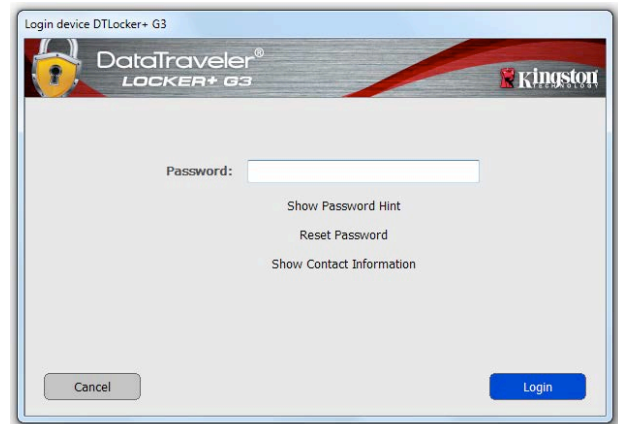 Login device DTLocker+ G3
DataTraveler®
LOCKER+ G3
Kingston
TECHNOLOGY
Password:
Show Password Hint
Reset Password
Show Contact Information
Cancel
Login